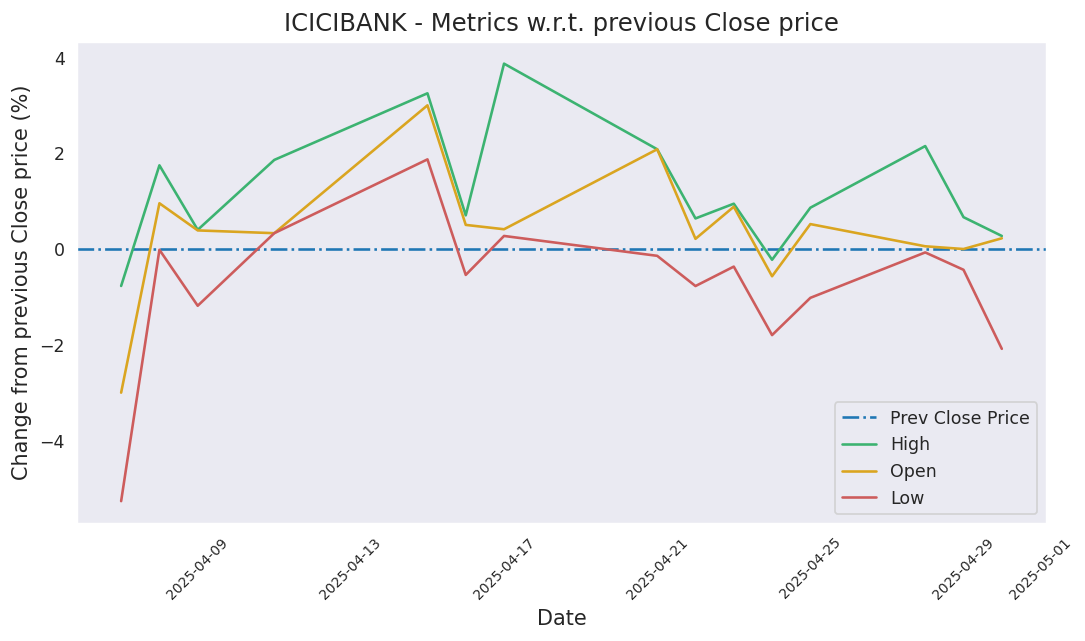 ICICIBANK - Metrics w.r.t. previous Close price
Change from previous Close price (%)
4
2
0
−2
−4
Prev Close Price
High
Open
Low
2025-04-09
2025-04-13
2025-04-17
2025-04-21
2025-04-25
2025-04-29
2025-05-01
Date